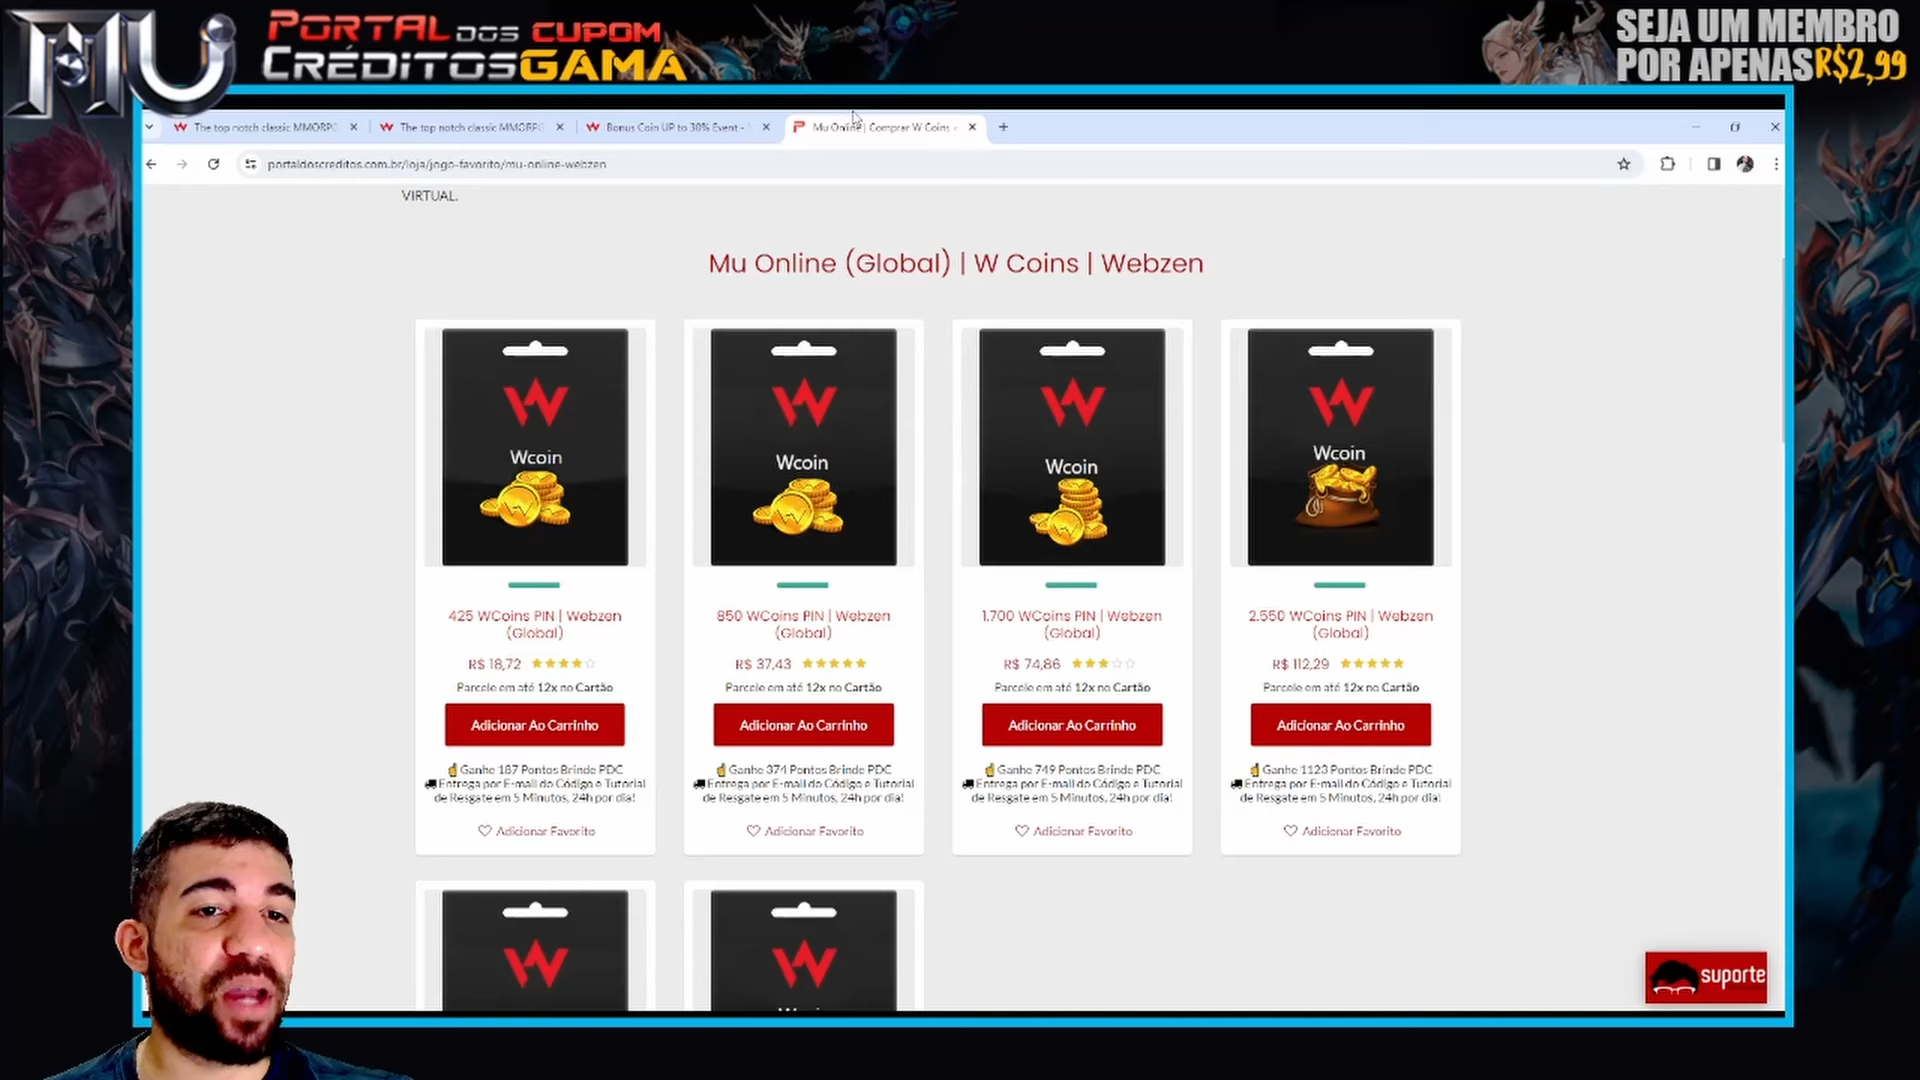 MU
PORTAL DOS CUPOM
CRÉDITOS GAMA
SEJA UM MEMBRO
POR APENAS R$2,99
The top notch classic MMORPG
The top notch classic MMORPG
Bonus Coin UP to 30% Event -
Mu Online | Comprar W Coins
portaldoscreditos.com.br/loja/jogo-favorito/mu-online-webzen
VIRTUAL.
Mu Online (Global) | W Coins | Webzen
Wcoin
Wcoin
Wcoin
Wcoin
425 WCoins PIN | Webzen
(Global)
R$ 18,72
Parcele em até 12x no Cartão
Adicionar Ao Carrinho
Ganhe 187 Pontos Brinde PDC
Entrega por E-mail do Código e Tutorial
de Resgate em 5 Minutos, 24h por dia!
Adicionar Favorito
850 WCoins PIN | Webzen
(Global)
R$ 37,43
Parcele em até 12x no Cartão
Adicionar Ao Carrinho
Ganhe 374 Pontos Brinde PDC
Entrega por E-mail do Código e Tutorial
de Resgate em 5 Minutos, 24h por dia!
Adicionar Favorito
1.700 WCoins PIN | Webzen
(Global)
R$ 74,86
Parcele em até 12x no Cartão
Adicionar Ao Carrinho
Ganhe 749 Pontos Brinde PDC
Entrega por E-mail do Código e Tutorial
de Resgate em 5 Minutos, 24h por dia!
Adicionar Favorito
2.550 WCoins PIN | Webzen
(Global)
R$ 112,29
Parcele em até 12x no Cartão
Adicionar Ao Carrinho
Ganhe 1123 Pontos Brinde PDC
Entrega por E-mail do Código e Tutorial
de Resgate em 5 Minutos, 24h por dia!
Adicionar Favorito
suporte